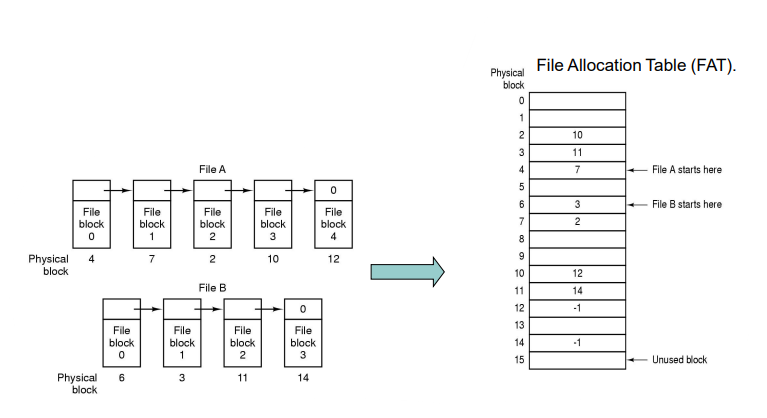 File Allocation Table (FAT).
Physical
block
0
1
2 10
3 11
4 7 File A starts here
5
6 3 File B starts here
7 2
8
9
10 12
11 14
12 -1
13
14 -1
15 Unused block
File A
0
File File File File File
block block block block block
0 1 2 3 4
Physical 4 7 2 10 12
block
File B
0
File File File File
block block block block
0 1 2 3
Physical 6 3 11 14
block